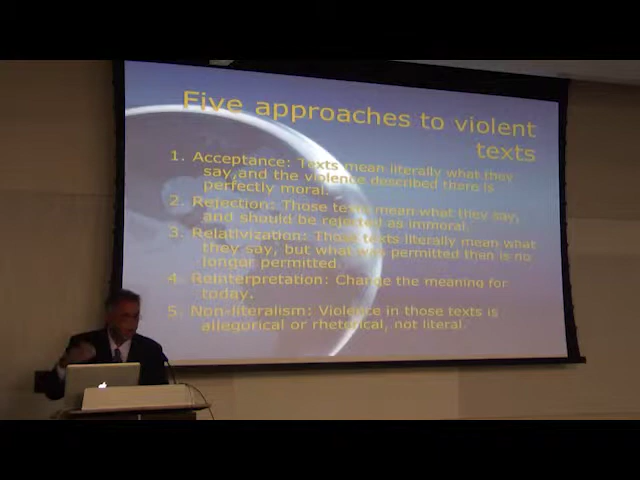 Five approaches to violent
texts
1. Acceptance: Texts mean literally what they
say,and the violence described there is
perfectly moral.
2. Rejection: Those texts mean what they say,
and should be rejected as immoral.
3. Relativization: Those texts literally mean what
they say, but what was permitted then is no
longer permitted.
4. Reinterpretation: Change the meaning for
today.
5. Non-literalism: Violence in those texts is
allegorical or rhetorical, not literal.